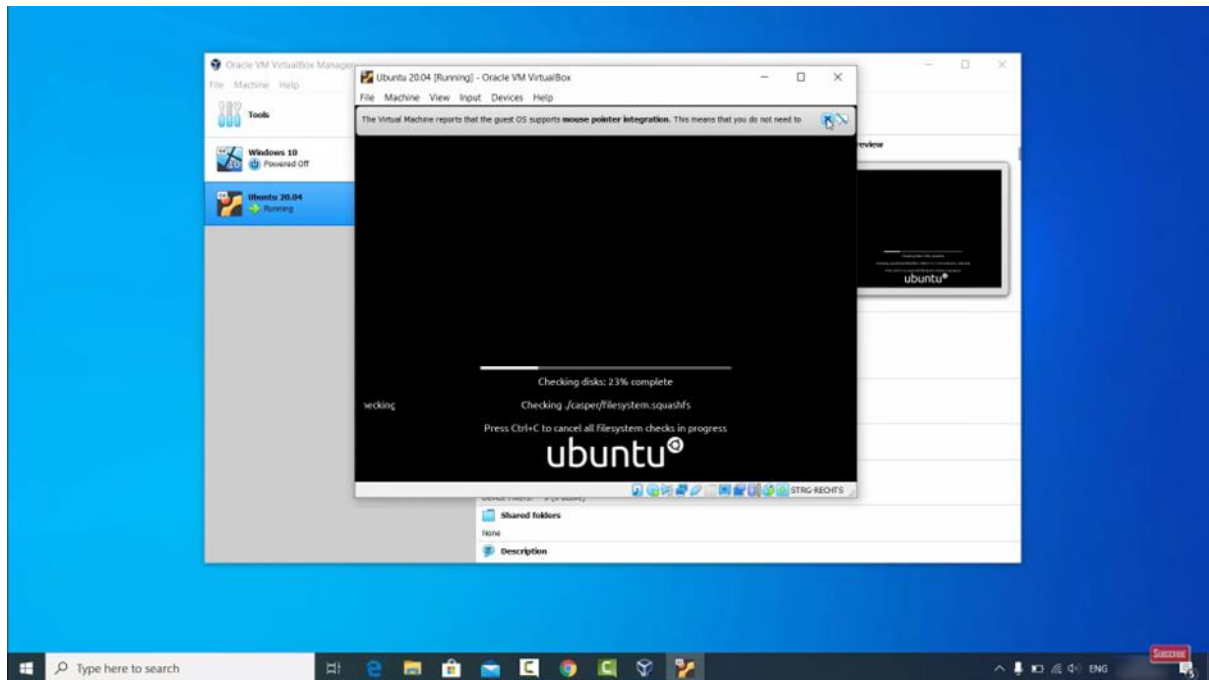 Oracle VM VirtualBox Manager
File Machine Help
Tools
Windows 10
Powered Off
Ubuntu 20.04
Running
Ubuntu 20.04 [Running] - Oracle VM VirtualBox
File Machine View Input Devices Help
The Virtual Machine reports that the guest OS supports mouse pointer integration. This means that you do not need to
review
Checking disks: 23% complete
hecking
Checking ./casper/filesystem.squashfs
Press Ctrl+C to cancel all filesystem checks in progress
ubuntu
STRG-RECHTS
ubuntu
Shared folders
None
Description
Type here to search
ENG
SUBSCRIBE
5